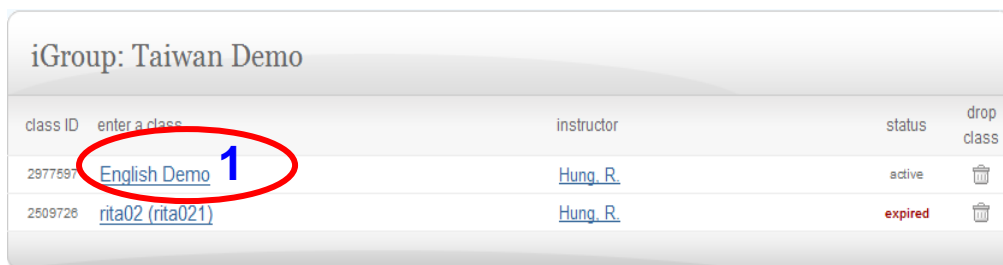 iGroup: Taiwan Demo
class ID enter a class instructor status drop class
2977597 English Demo 1 Hung, R. active
2509726 rita02 (rita021) Hung, R. expired